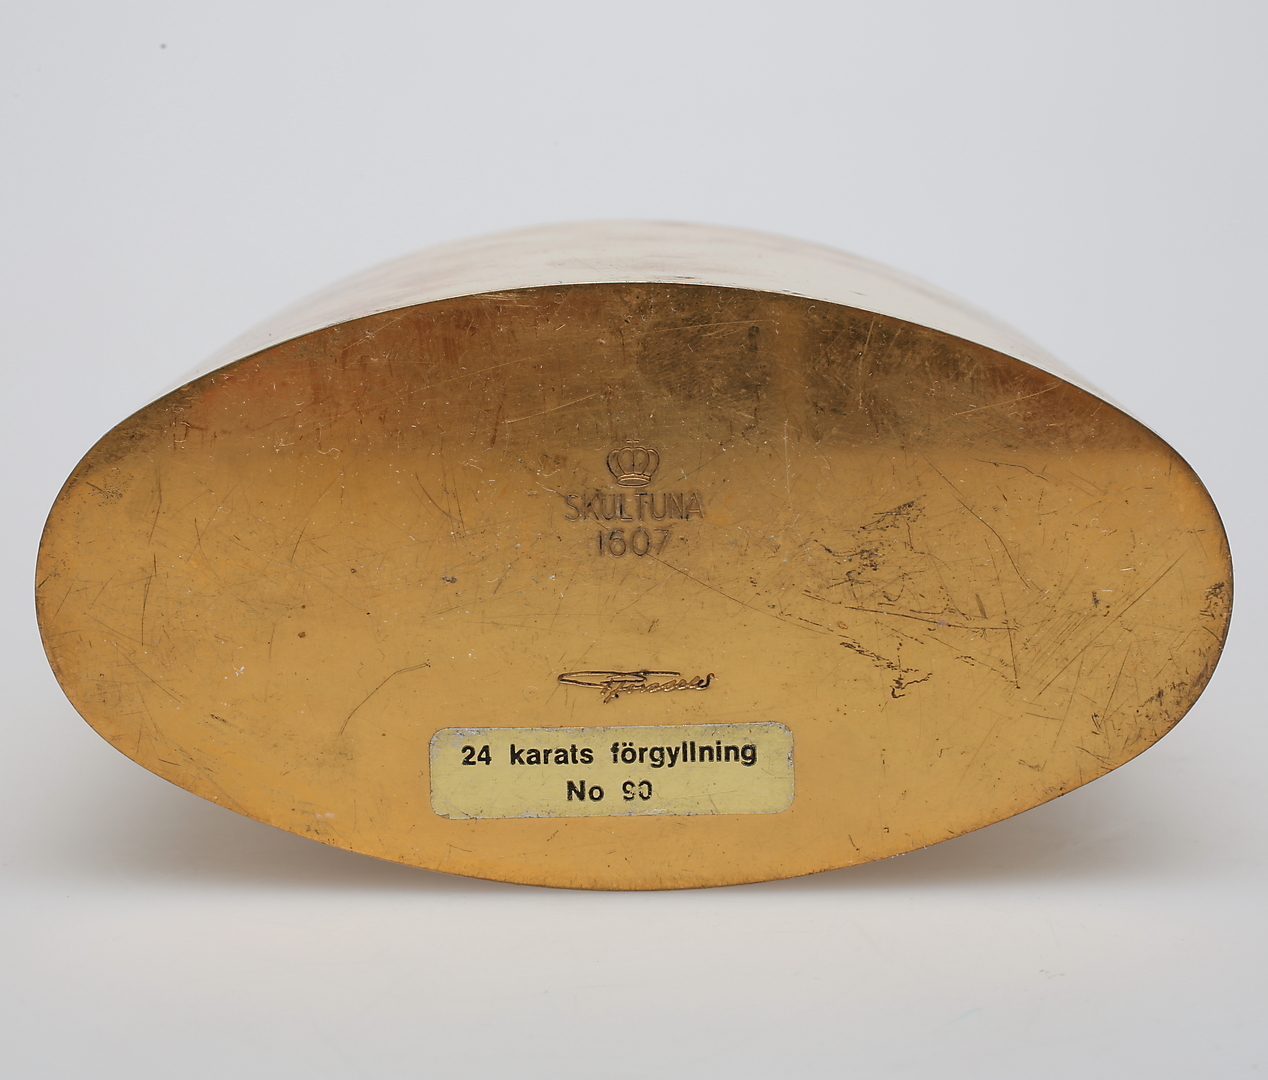 SKULTUNA
1607
24 karats förgyllning
No 90